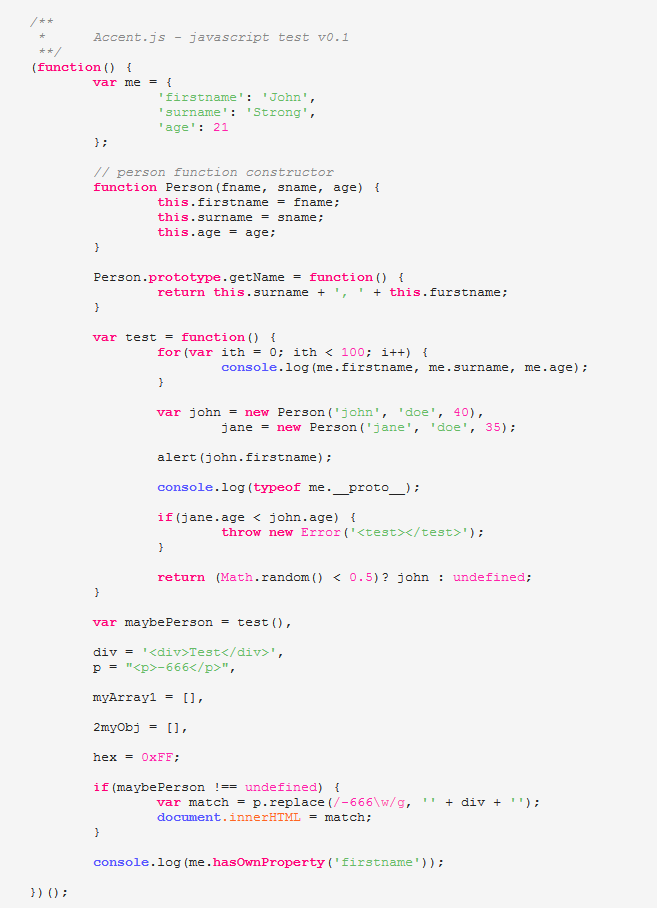 /**
*      Accent.js - javascript test v0.1
**/
(function() {
var me = {
'firstname': 'John',
'surname': 'Strong',
'age': 21
};
// person function constructor
function Person(fname, sname, age) {
this.firstname = fname;
this.surname = sname;
this.age = age;
}
Person.prototype.getName = function() {
return this.surname + ', ' + this.furstname;
}
var test = function() {
for(var ith = 0; ith < 100; i++) {
console.log(me.firstname, me.surname, me.age);
}
var john = new Person('john', 'doe', 40),
jane = new Person('jane', 'doe', 35);
alert(john.firstname);
console.log(typeof me.__proto__);
if(jane.age < john.age) {
throw new Error('<test></test>');
}
return (Math.random() < 0.5)? john : undefined;
}
var maybePerson = test(),
div = '<div>Test</div>',
p = "<p>-666</p>",
myArray1 = [],
2myObj = [],
hex = 0xFF;
if(maybePerson !== undefined) {
var match = p.replace(/-666\w/g, '' + div + '');
document.innerHTML = match;
}
console.log(me.hasOwnProperty('firstname'));
})();